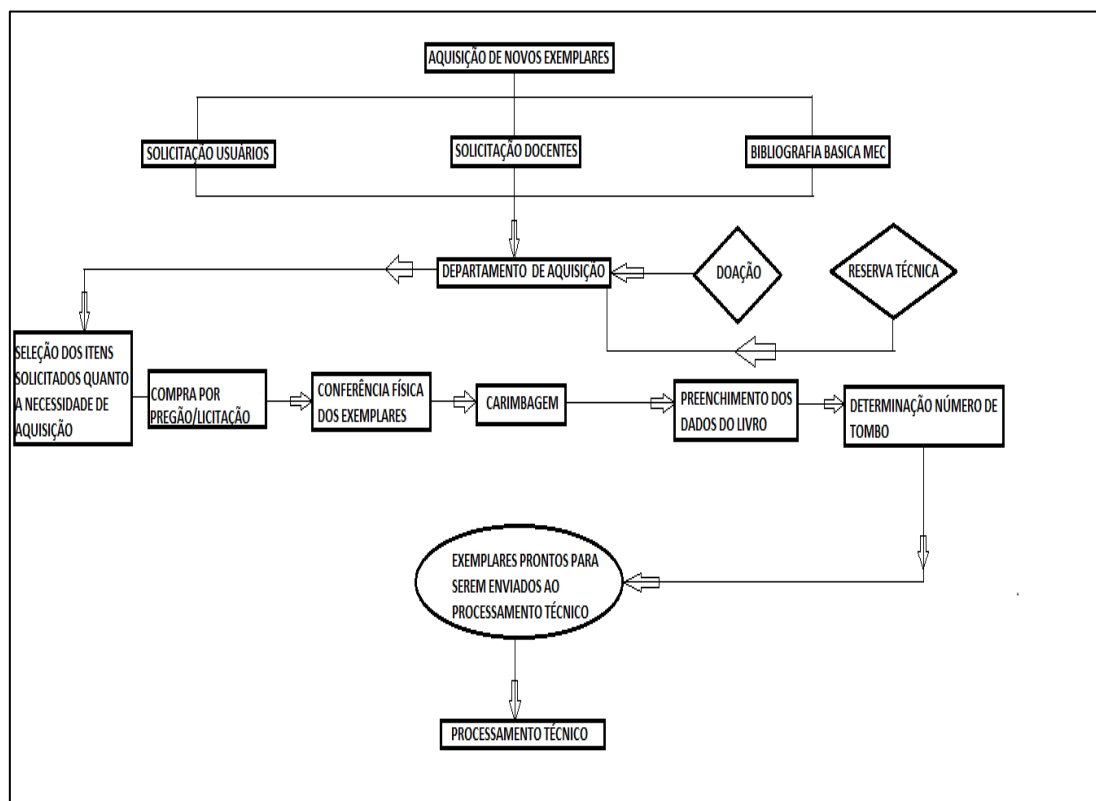 AQUISIÇÃO DE NOVOS EXEMPLARES
SOLICITAÇÃO USUÁRIOS
SOLICITAÇÃO DOCENTES
BIBLIOGRAFIA BASICA MEC
DEPARTAMENTO DE AQUISIÇÃO
DOAÇÃO
RESERVA TÉCNICA
SELEÇÃO DOS ITENS
SOLICITADOS QUANTO
A NECESSIDADE DE
AQUISIÇÃO
COMPRA POR
PREGÃO/LICITAÇÃO
CONFERÊNCIA FÍSICA
DOS EXEMPLARES
CARIMBAGEM
PREENCHIMENTO DOS
DADOS DO LIVRO
DETERMINAÇÃO NÚMERO DE
TOMBO
EXEMPLARES PRONTOS PARA
SEREM ENVIADOS AO
PROCESSAMENTO TÉCNICO
PROCESSAMENTO TÉCNICO